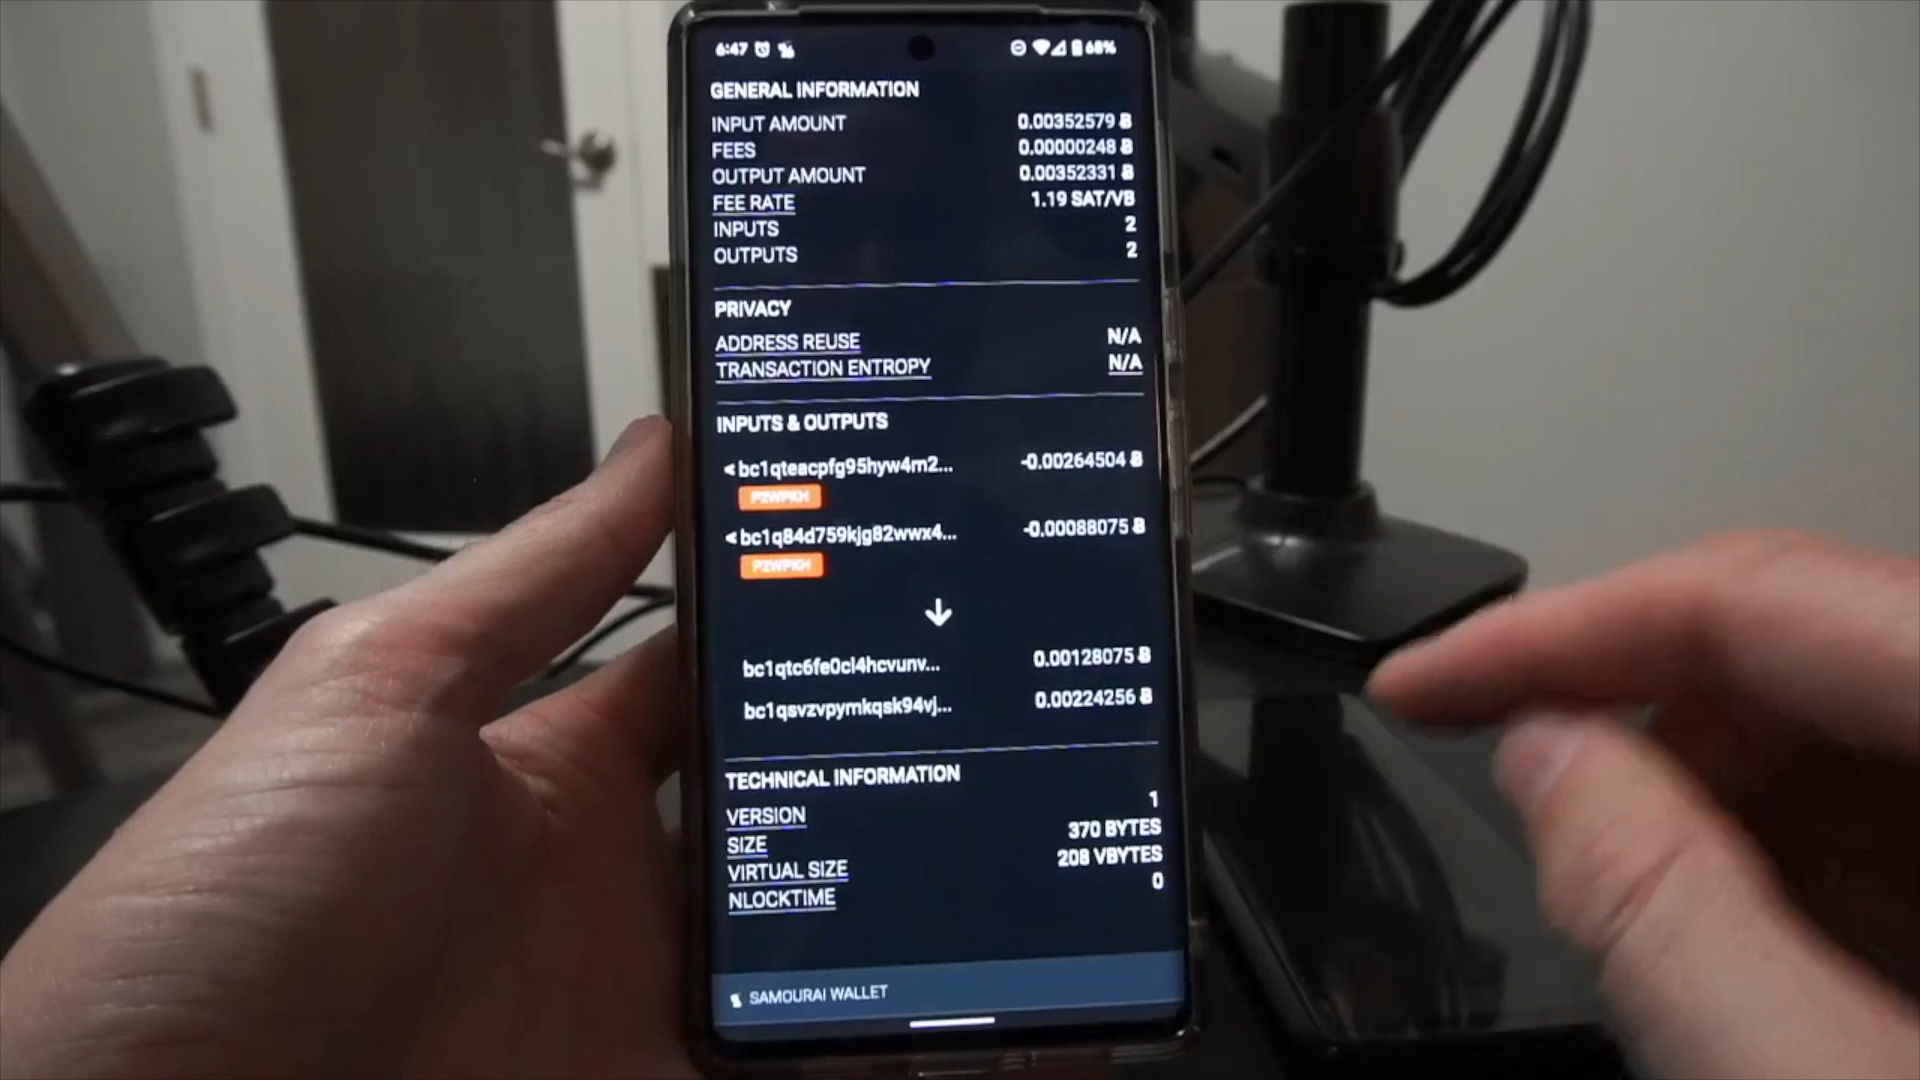 6:47 68%
GENERAL INFORMATION
INPUT AMOUNT 0.00352579 ₿
FEES 0.00000248 ₿
OUTPUT AMOUNT 0.00352331 ₿
FEE RATE 1.19 SAT/VB
INPUTS 2
OUTPUTS 2
PRIVACY
ADDRESS REUSE N/A
TRANSACTION ENTROPY N/A
INPUTS & OUTPUTS
<bc1qteacpfg95hyw4m2... -0.00264504 ₿
P2WPKH
<bc1q84d759kjg82wwx4... -0.00088075 ₿
P2WPKH
bc1qtc6fe0cl4hcvunv... 0.00128075 ₿
bc1qsvzvpymkqsk94vj... 0.00224256 ₿
TECHNICAL INFORMATION
VERSION 1
SIZE 370 BYTES
VIRTUAL SIZE 208 VBYTES
NLOCKTIME 0
SAMOURAI WALLET